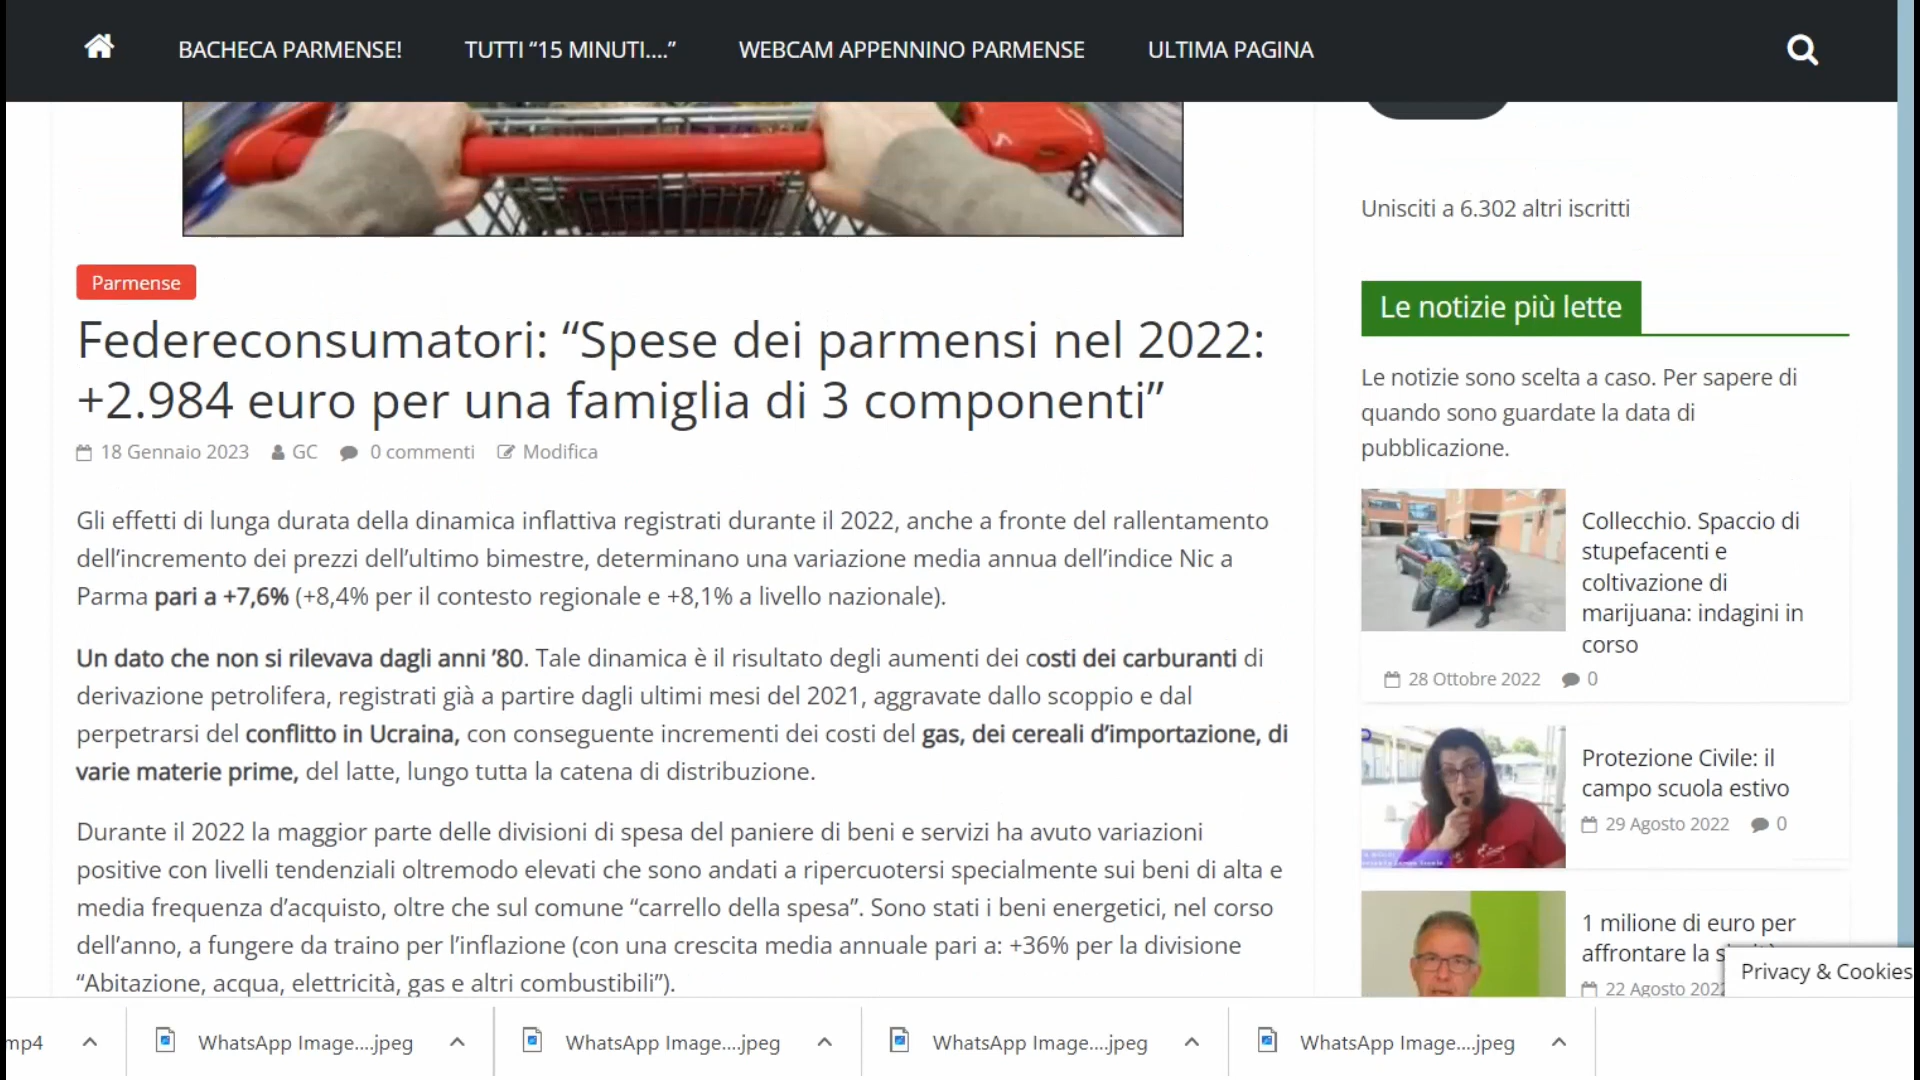 BACHECA PARMENSE!
TUTTI “15 MINUTI....”
WEBCAM APPENNINO PARMENSE
ULTIMA PAGINA
Parmense
Federeconsumatori: “Spese dei parmensi nel 2022:
+2.984 euro per una famiglia di 3 componenti”
18 Gennaio 2023 GC 0 commenti Modifica
Gli effetti di lunga durata della dinamica inflattiva registrati durante il 2022, anche a fronte del rallentamento
dell’incremento dei prezzi dell’ultimo bimestre, determinano una variazione media annua dell’indice Nic a
Parma pari a +7,6% (+8,4% per il contesto regionale e +8,1% a livello nazionale).
Un dato che non si rilevava dagli anni ’80. Tale dinamica è il risultato degli aumenti dei costi dei carburanti di
derivazione petrolifera, registrati già a partire dagli ultimi mesi del 2021, aggravate dallo scoppio e dal
perpetrarsi del conflitto in Ucraina, con conseguente incrementi dei costi del gas, dei cereali d’importazione, di
varie materie prime, del latte, lungo tutta la catena di distribuzione.
Durante il 2022 la maggior parte delle divisioni di spesa del paniere di beni e servizi ha avuto variazioni
positive con livelli tendenziali oltremodo elevati che sono andati a ripercuotersi specialmente sui beni di alta e
media frequenza d’acquisto, oltre che sul comune “carrello della spesa”. Sono stati i beni energetici, nel corso
dell’anno, a fungere da traino per l’inflazione (con una crescita media annuale pari a: +36% per la divisione
“Abitazione, acqua, elettricità, gas e altri combustibili”).
Unisciti a 6.302 altri iscritti
Le notizie più lette
Le notizie sono scelta a caso. Per sapere di
quando sono guardate la data di
pubblicazione.
Collecchio. Spaccio di
stupefacenti e
coltivazione di
marijuana: indagini in
corso
28 Ottobre 2022 0
Protezione Civile: il
campo scuola estivo
29 Agosto 2022 0
1 milione di euro per
affrontare la
22 Agosto 2022
Privacy & Cookies
mp4
WhatsApp Image....jpeg
WhatsApp Image....jpeg
WhatsApp Image....jpeg
WhatsApp Image....jpeg